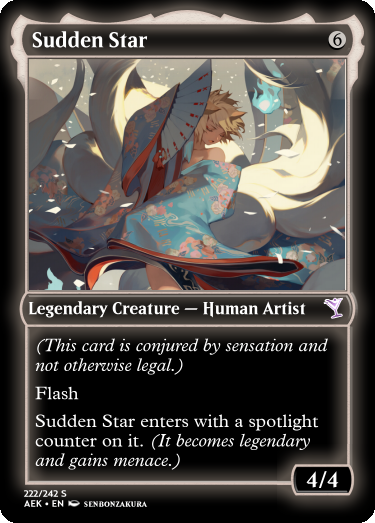 Sudden Star 6
Legendary Creature — Human Artist
(This card is conjured by sensation and
not otherwise legal.)
Flash
Sudden Star enters with a spotlight
counter on it. (It becomes legendary
and gains menace.)
4/4
222/242 S
AEK • EN SENBONZAKURA